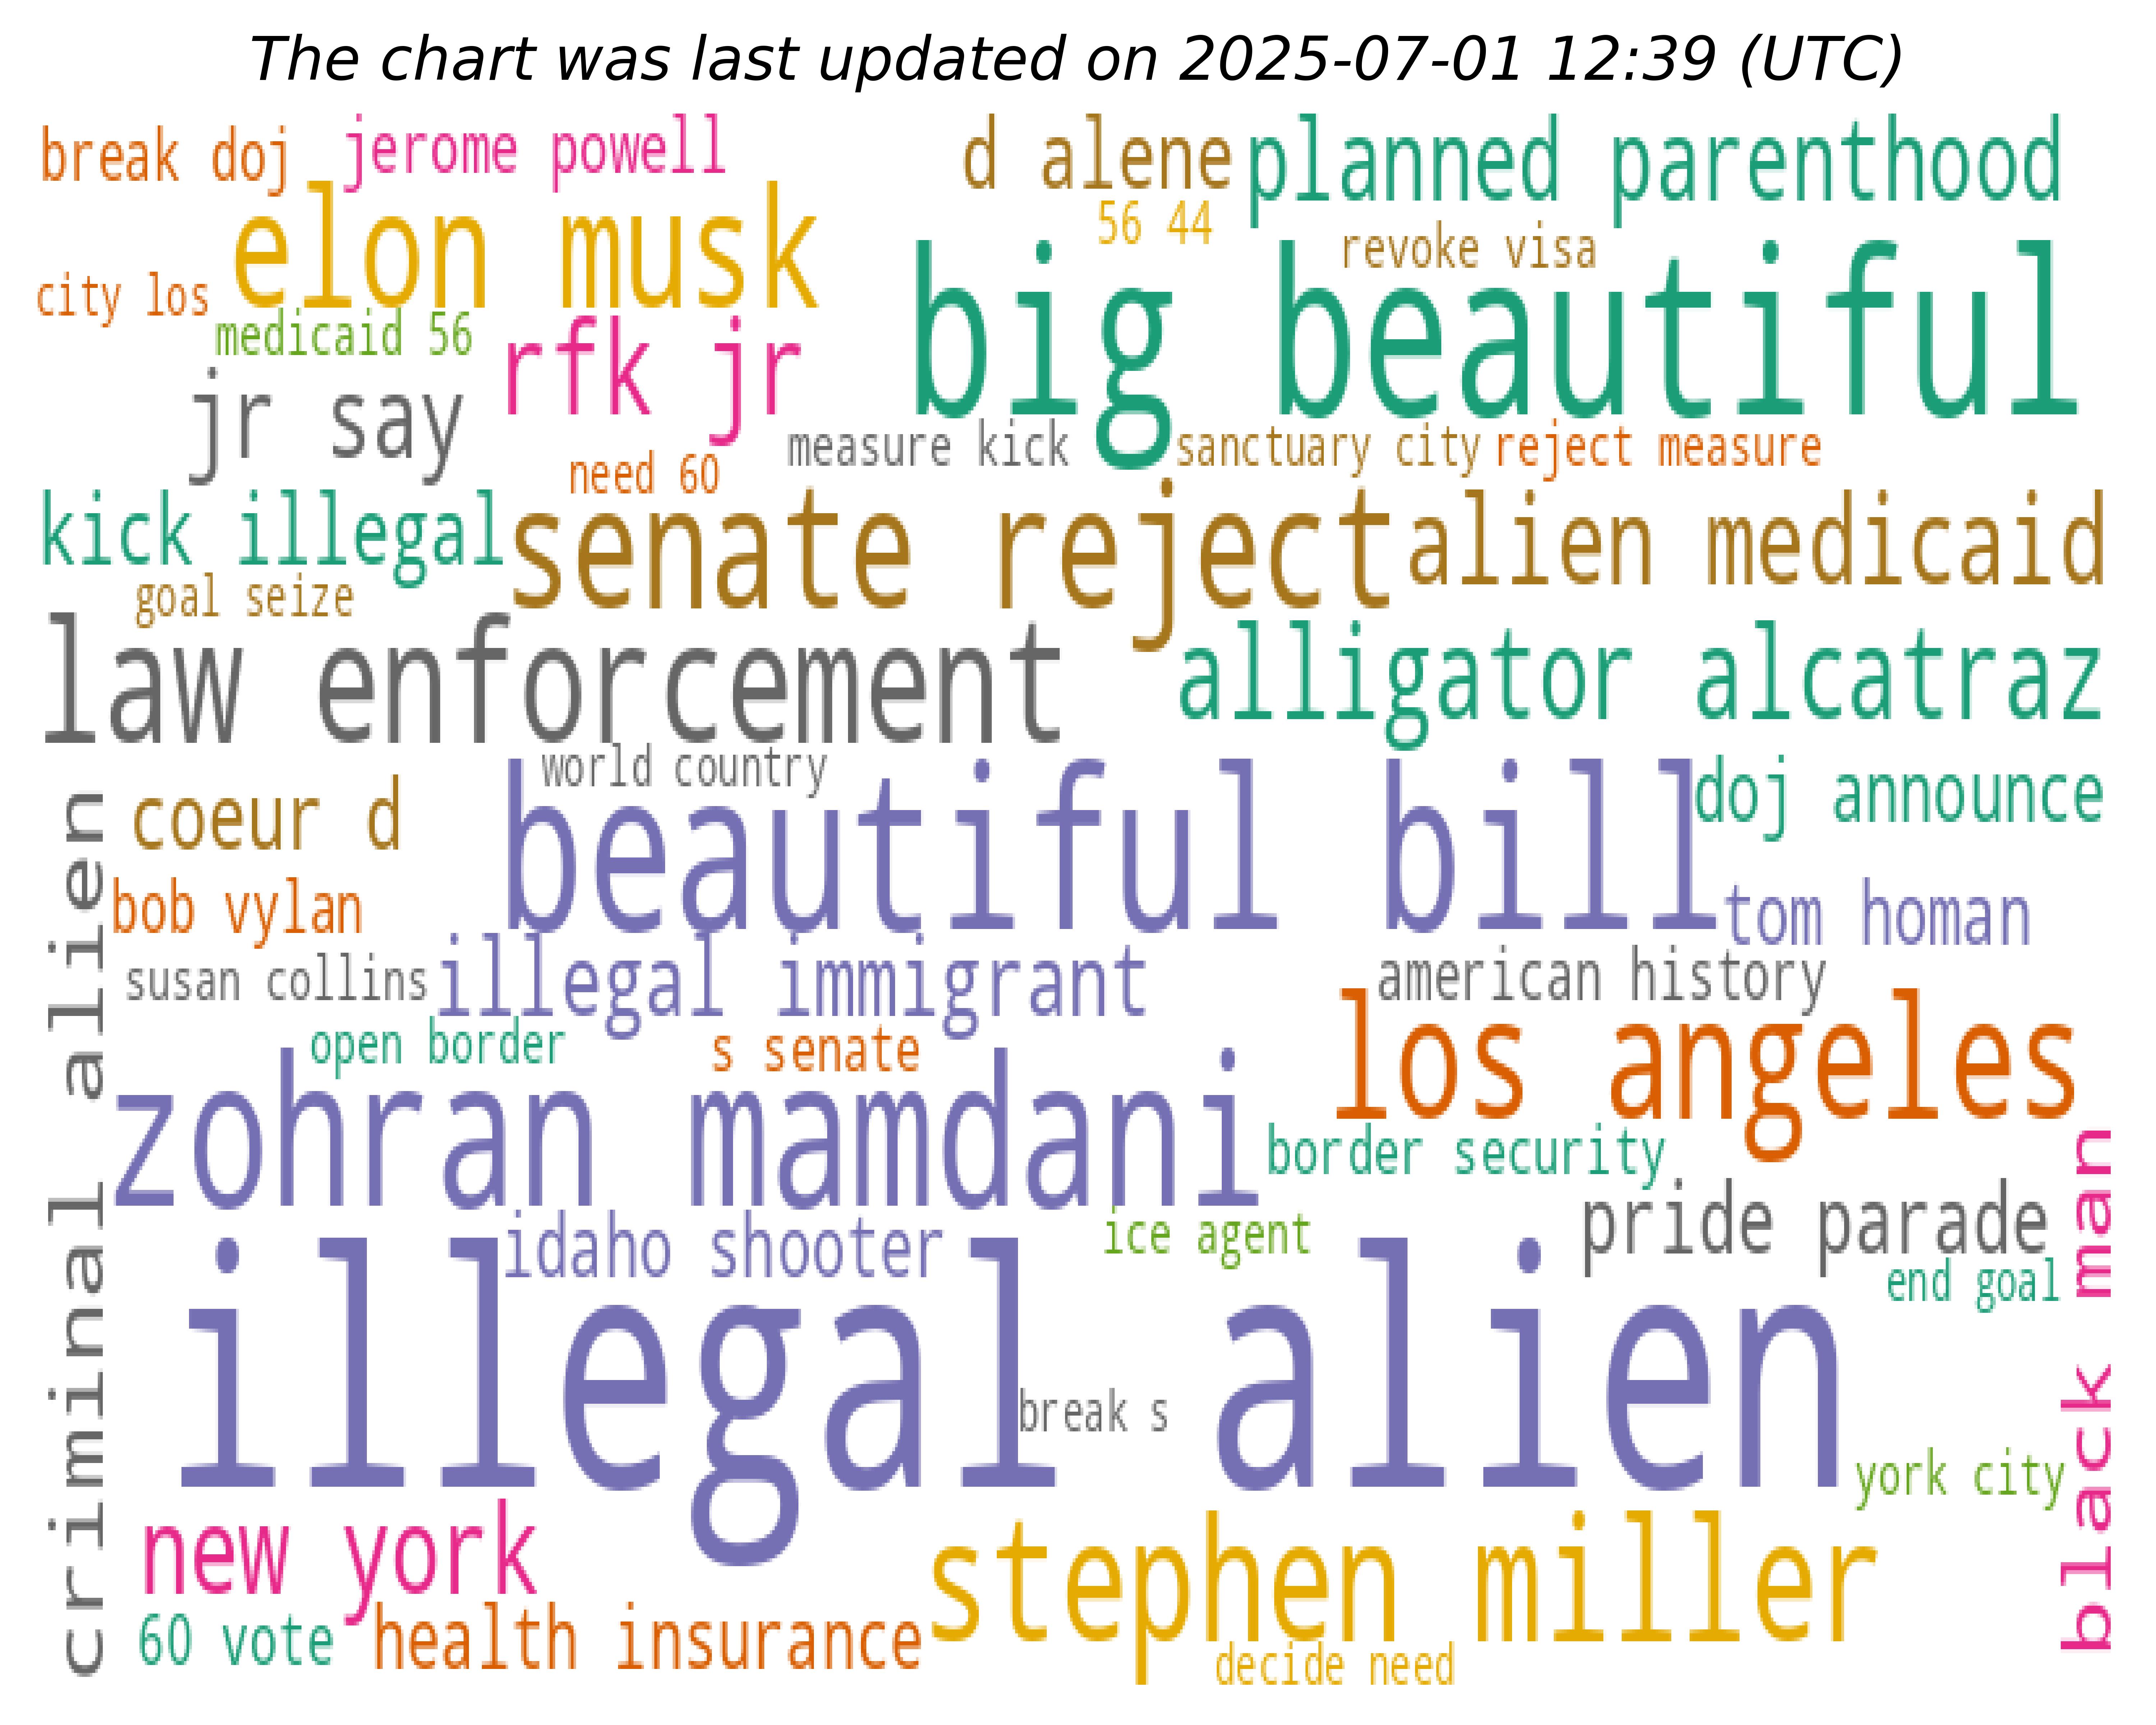 The chart was last updated on 2025-07-01 12:39 (UTC)
break doj
jerome powell
d alene
planned parenthood
elon musk
56 44
revoke visa
city los
big beautiful
medicaid 56
rfk jr
jr say
measure kick
sanctuary city
reject measure
need 60
kick illegal
senate reject
alien medicaid
goal seize
law enforcement
alligator alcatraz
world country
coeur d
beautiful bill
doj announce
bob vylan
tom homan
susan collins
illegal immigrant
american history
open border
s senate
los angeles
zohran mamdani
border security
idaho shooter
ice agent
pride parade
end goal
illegal alien
break s
york city
new york
stephen miller
60 vote
health insurance
decide need
criminal alien
black man